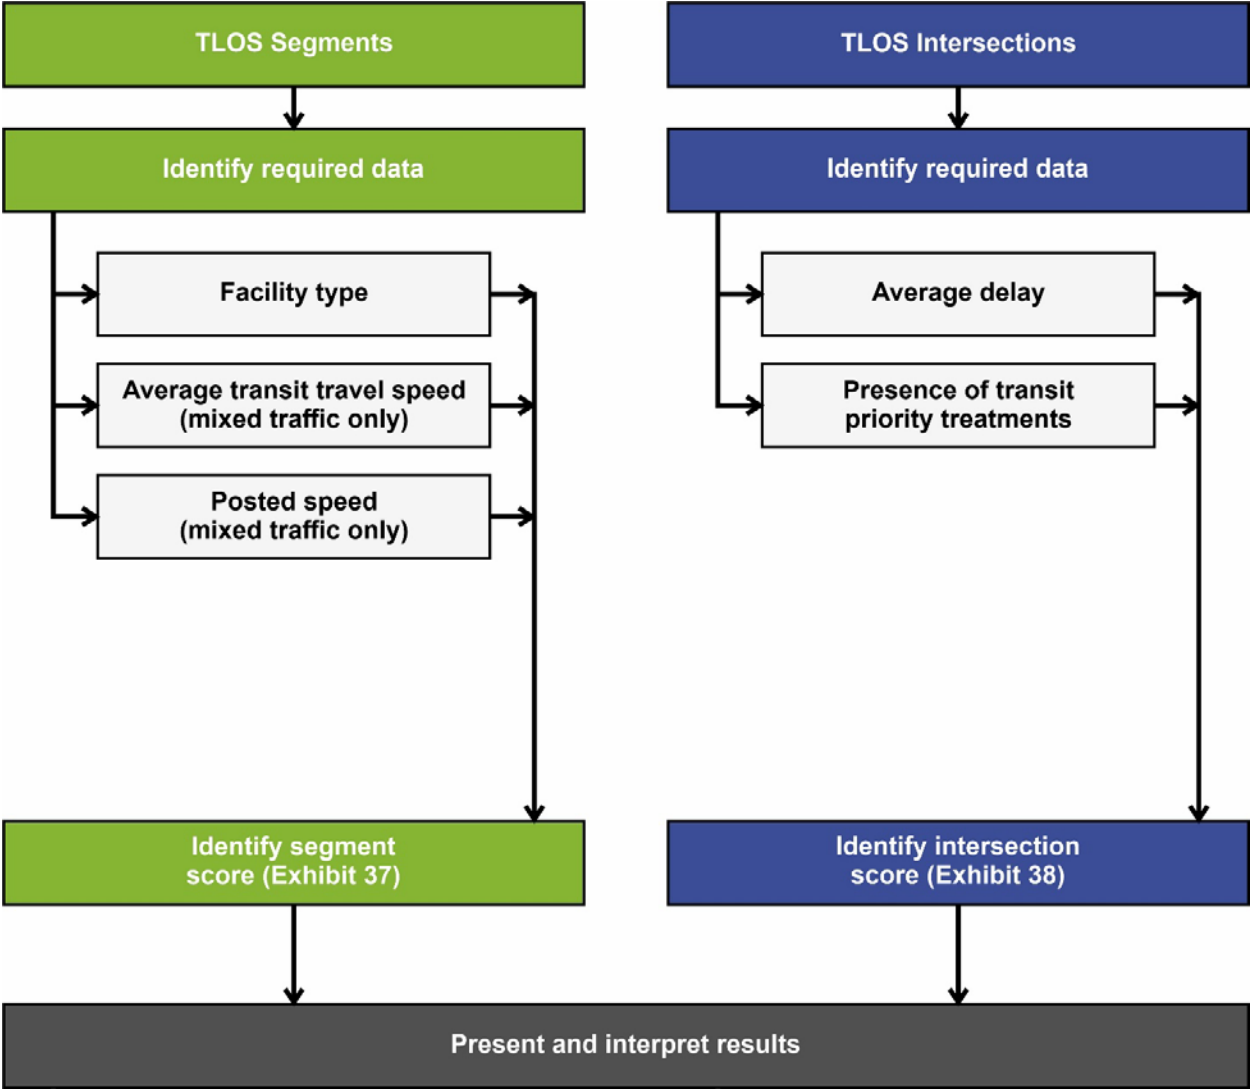 TLOS Segments
Identify required data
Facility type
Average transit travel speed
(mixed traffic only)
Posted speed
(mixed traffic only)
Identify segment
score (Exhibit 37)
TLOS Intersections
Identify required data
Average delay
Presence of transit
priority treatments
Identify intersection
score (Exhibit 38)
Present and interpret results